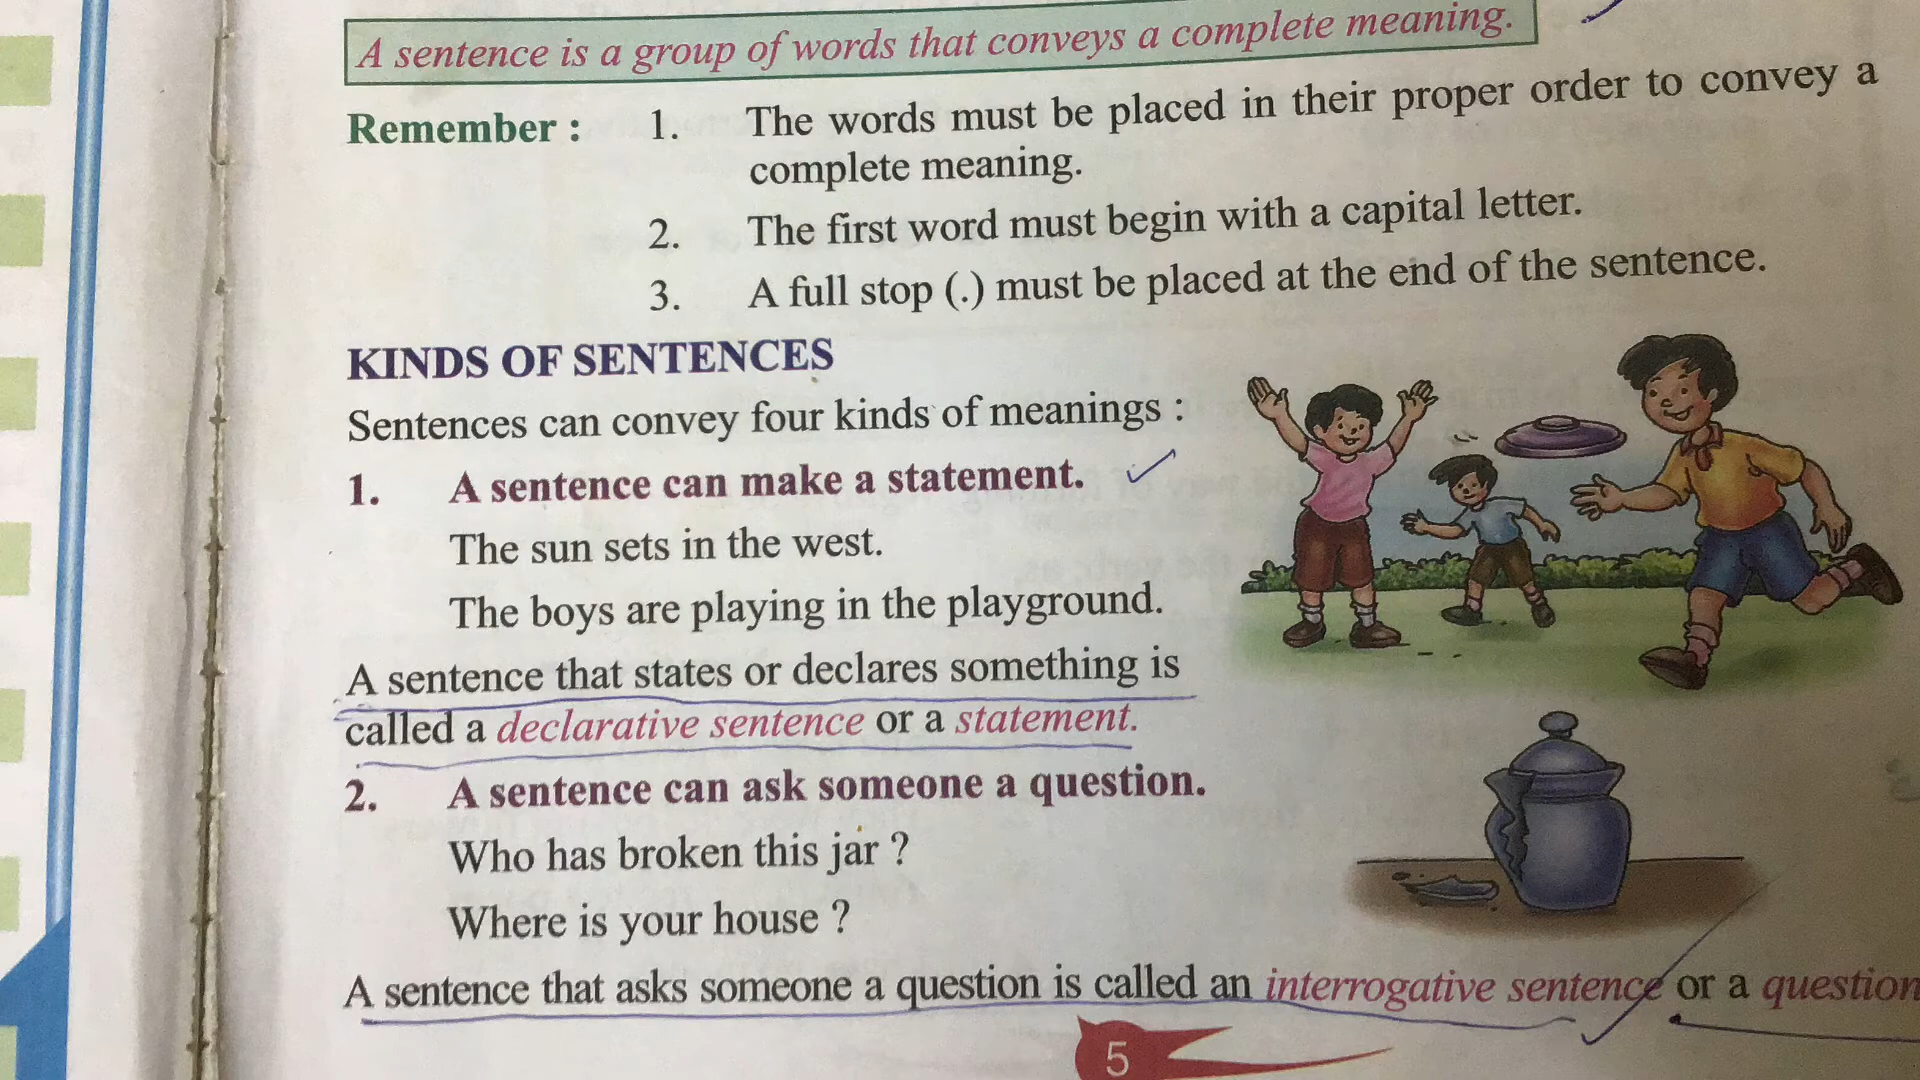 A sentence is a group of words that conveys a complete meaning.
Remember : 1. The words must be placed in their proper order to convey a
complete meaning.
2. The first word must begin with a capital letter.
3. A full stop (.) must be placed at the end of the sentence.
KINDS OF SENTENCES
Sentences can convey four kinds of meanings :
1. A sentence can make a statement.
The sun sets in the west.
The boys are playing in the playground.
A sentence that states or declares something is
called a declarative sentence or a statement.
2. A sentence can ask someone a question.
Who has broken this jar ?
Where is your house ?
A sentence that asks someone a question is called an interrogative sentence or a question
5